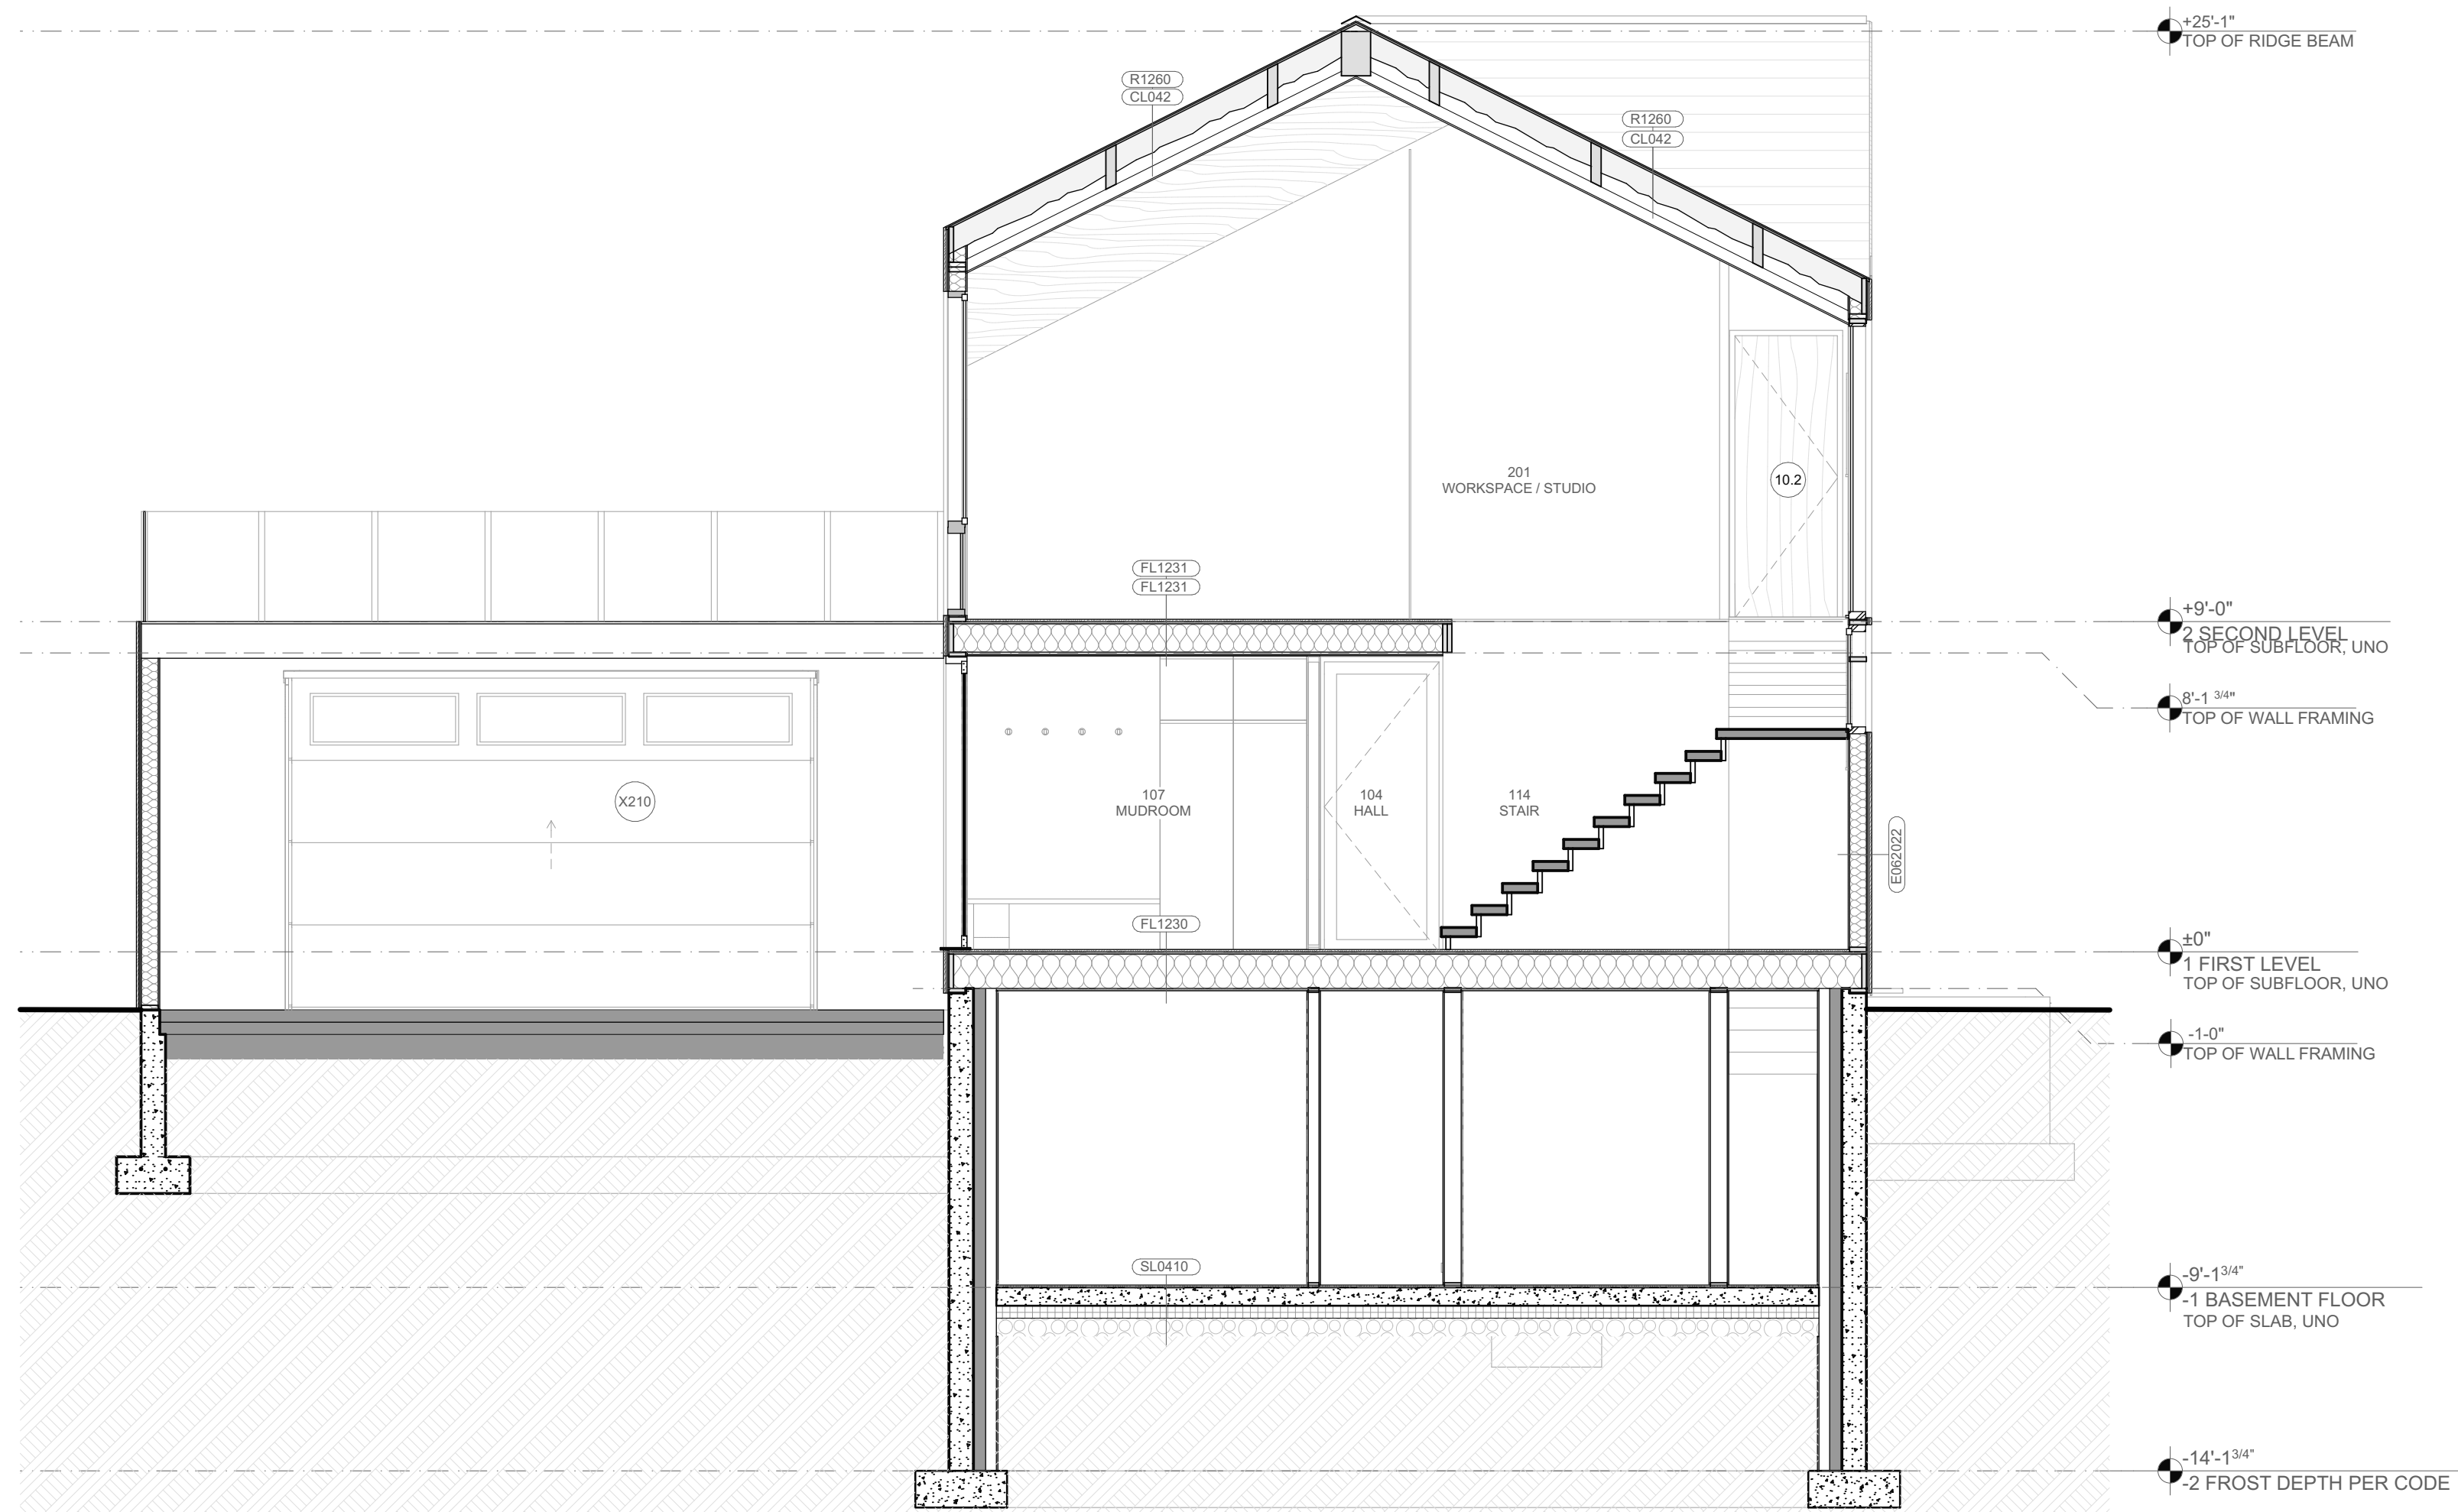 +25'-1"
TOP OF RIDGE BEAM
R1260
CL042
R1260
CL042
201
WORKSPACE / STUDIO
10.2
FL1231
FL1231
+9'-0"
2 SECOND LEVEL
TOP OF SUBFLOOR, UNO
8'-1 3/4"
TOP OF WALL FRAMING
X210
107
MUDROOM
104
HALL
114
STAIR
E062022
FL1230
±0"
1 FIRST LEVEL
TOP OF SUBFLOOR, UNO
-1-0"
TOP OF WALL FRAMING
SL0410
-9'-1 3/4"
-1 BASEMENT FLOOR
TOP OF SLAB, UNO
-14'-1 3/4"
-2 FROST DEPTH PER CODE